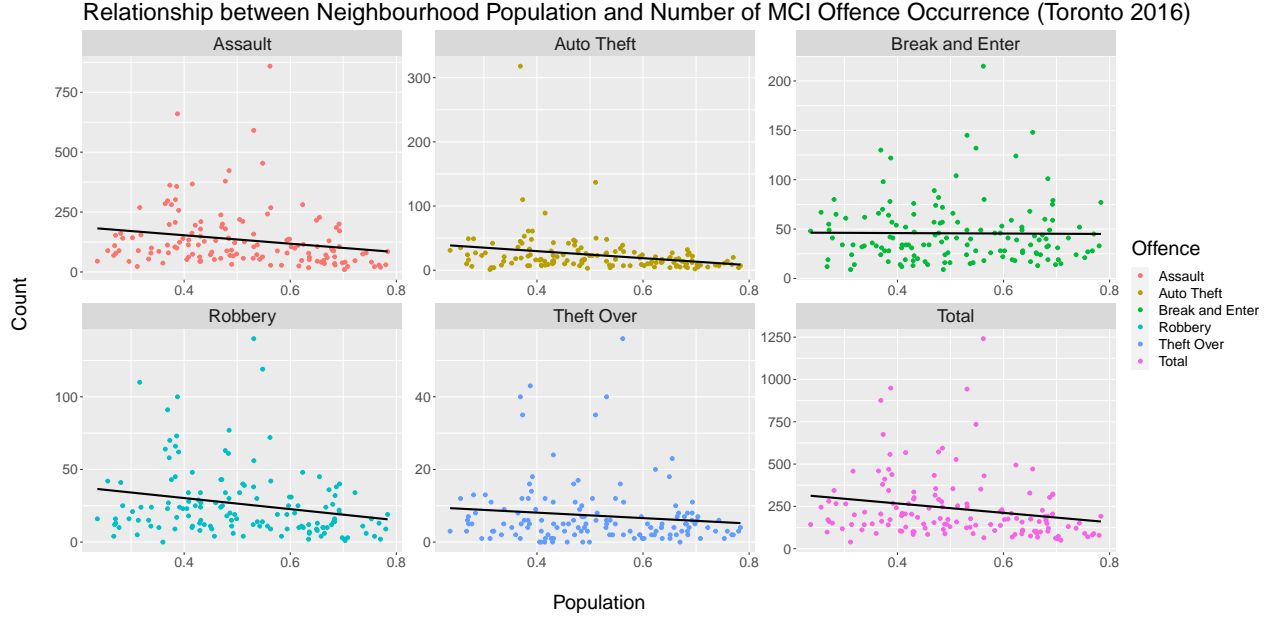 Relationship between Neighbourhood Population and Number of MCI Offence Occurrence (Toronto 2016)
Assault
Auto Theft
Break and Enter
750
500
250
0
0.4
0.6
0.8
300
200
100
0
0.4
0.6
0.8
200
150
100
50
0
0.4
0.6
0.8
Robbery
Theft Over
Total
100
50
0
0.4
0.6
0.8
40
20
0
0.4
0.6
0.8
1250
1000
750
500
250
0
0.4
0.6
0.8
Count
Population
Offence
Assault
Auto Theft
Break and Enter
Robbery
Theft Over
Total